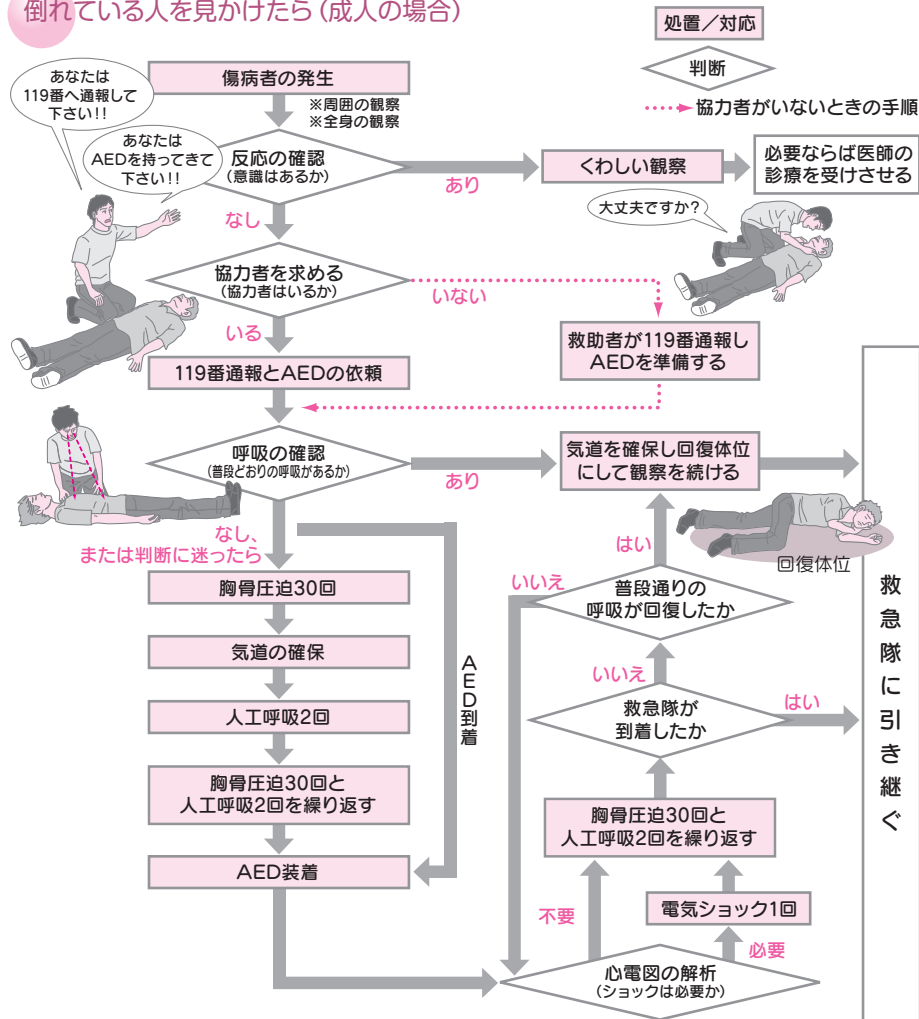 倒れている人を見かけたら(成人の場合)
処置／対応
判断
協力者がいないときの手順
あなたは
119番へ通報して
下さい!!
あなたは
AEDを持ってきて
下さい!!
傷病者の発生
※周囲の観察
※全身の観察
反応の確認
(意識はあるか)
あり
くわしい観察
必要ならば医師の
診療を受けさせる
なし
大丈夫ですか?
協力者を求める
(協力者はいるか)
いない
いる
救助者が119番通報し
AEDを準備する
119番通報とAEDの依頼
呼吸の確認
(普段どおりの呼吸があるか)
あり
気道を確保し回復体位
にして観察を続ける
回復体位
なし、
または判断に迷ったら
胸骨圧迫30回
気道の確保
人工呼吸2回
胸骨圧迫30回と
人工呼吸2回を繰り返す
AED装着
AED到着
はい
いいえ
普段通りの
呼吸が回復したか
いいえ
はい
救急隊が
到着したか
胸骨圧迫30回と
人工呼吸2回を繰り返す
不要
電気ショック1回
必要
心電図の解析
(ショックは必要か)
救急隊に引き継ぐ